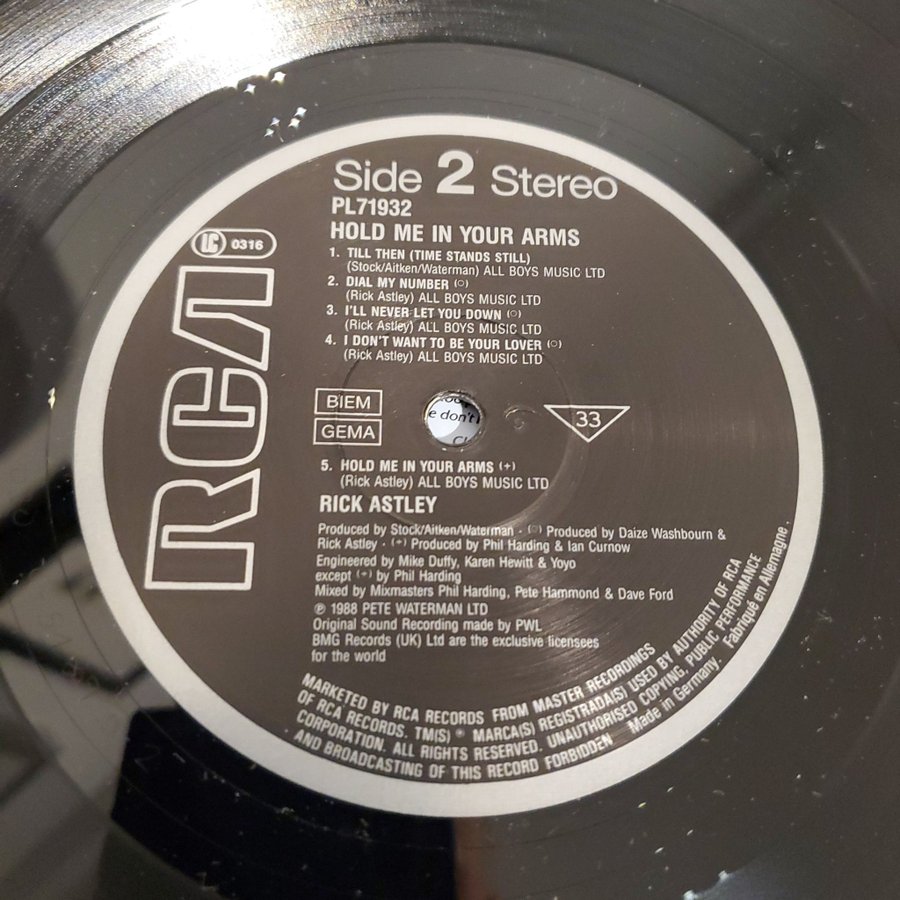 Side 2 Stereo
PL71932
HOLD ME IN YOUR ARMS
LC 0316
RCA
1. TILL THEN (TIME STANDS STILL)
(Stock/Aitken/Waterman) ALL BOYS MUSIC LTD
2. DIAL MY NUMBER (○)
(Rick Astley) ALL BOYS MUSIC LTD
3. I'LL NEVER LET YOU DOWN (○)
(Rick Astley) ALL BOYS MUSIC LTD
4. I DON'T WANT TO BE YOUR LOVER (○)
(Rick Astley) ALL BOYS MUSIC LTD
BIEM
GEMA
e don't
33
5. HOLD ME IN YOUR ARMS (+)
(Rick Astley) ALL BOYS MUSIC LTD
RICK ASTLEY
Produced by Stock/Aitken/Waterman · (○) Produced by Daize Washbourn &
Rick Astley · (+) Produced by Phil Harding & Ian Curnow
Engineered by Mike Duffy, Karen Hewitt & Yoyo
except (+) by Phil Harding
Mixed by Mixmasters Phil Harding, Pete Hammond & Dave Ford
℗ 1988 PETE WATERMAN LTD
Original Sound Recording made by PWL
BMG Records (UK) Ltd are the exclusive licensees
for the world
MARKETED BY RCA RECORDS FROM MASTER RECORDINGS
OF RCA RECORDS. TM(S) ® MARCA(S) REGISTRADA(S) USED BY AUTHORITY OF RCA
CORPORATION. ALL RIGHTS RESERVED. UNAUTHORISED COPYING, PUBLIC PERFORMANCE
AND BROADCASTING OF THIS RECORD FORBIDDEN Made in Germany. Fabriqué en Allemagne.